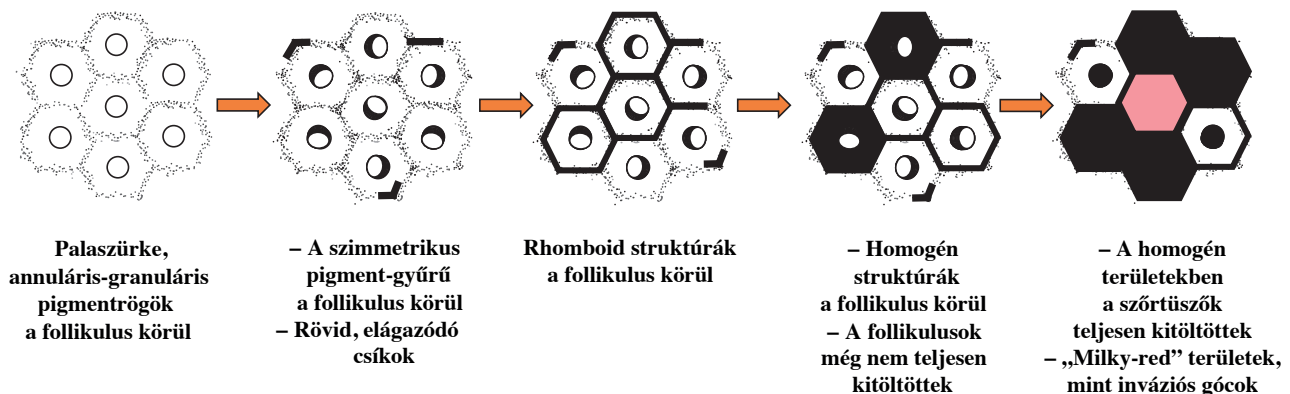 Palaszürke,
annuláris-granuláris
pigmentrögök
a follikulus körül
– A szimmetrikus
pigment-gyűrű
a follikulus körül
– Rövid, elágazódó
csíkok
Rhomboid struktúrák
a follikulus körül
– Homogén
struktúrák
a follikulus körül
– A follikulusok
még nem teljesen
kitöltöttek
– A homogén
területekben
a szőrtüszők
teljesen kitöltöttek
– „Milky-red” területek,
mint inváziós gócok